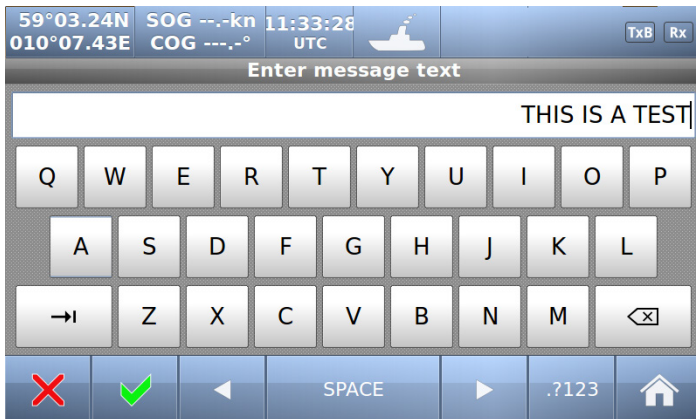 59°03.24N SOG --.-kn 11:33:28 TxB Rx
010°07.43E COG ---.-° UTC
Enter message text
THIS IS A TEST
Q W E R T Y U I O P
A S D F G H J K L
Z X C V B N M
SPACE .?123